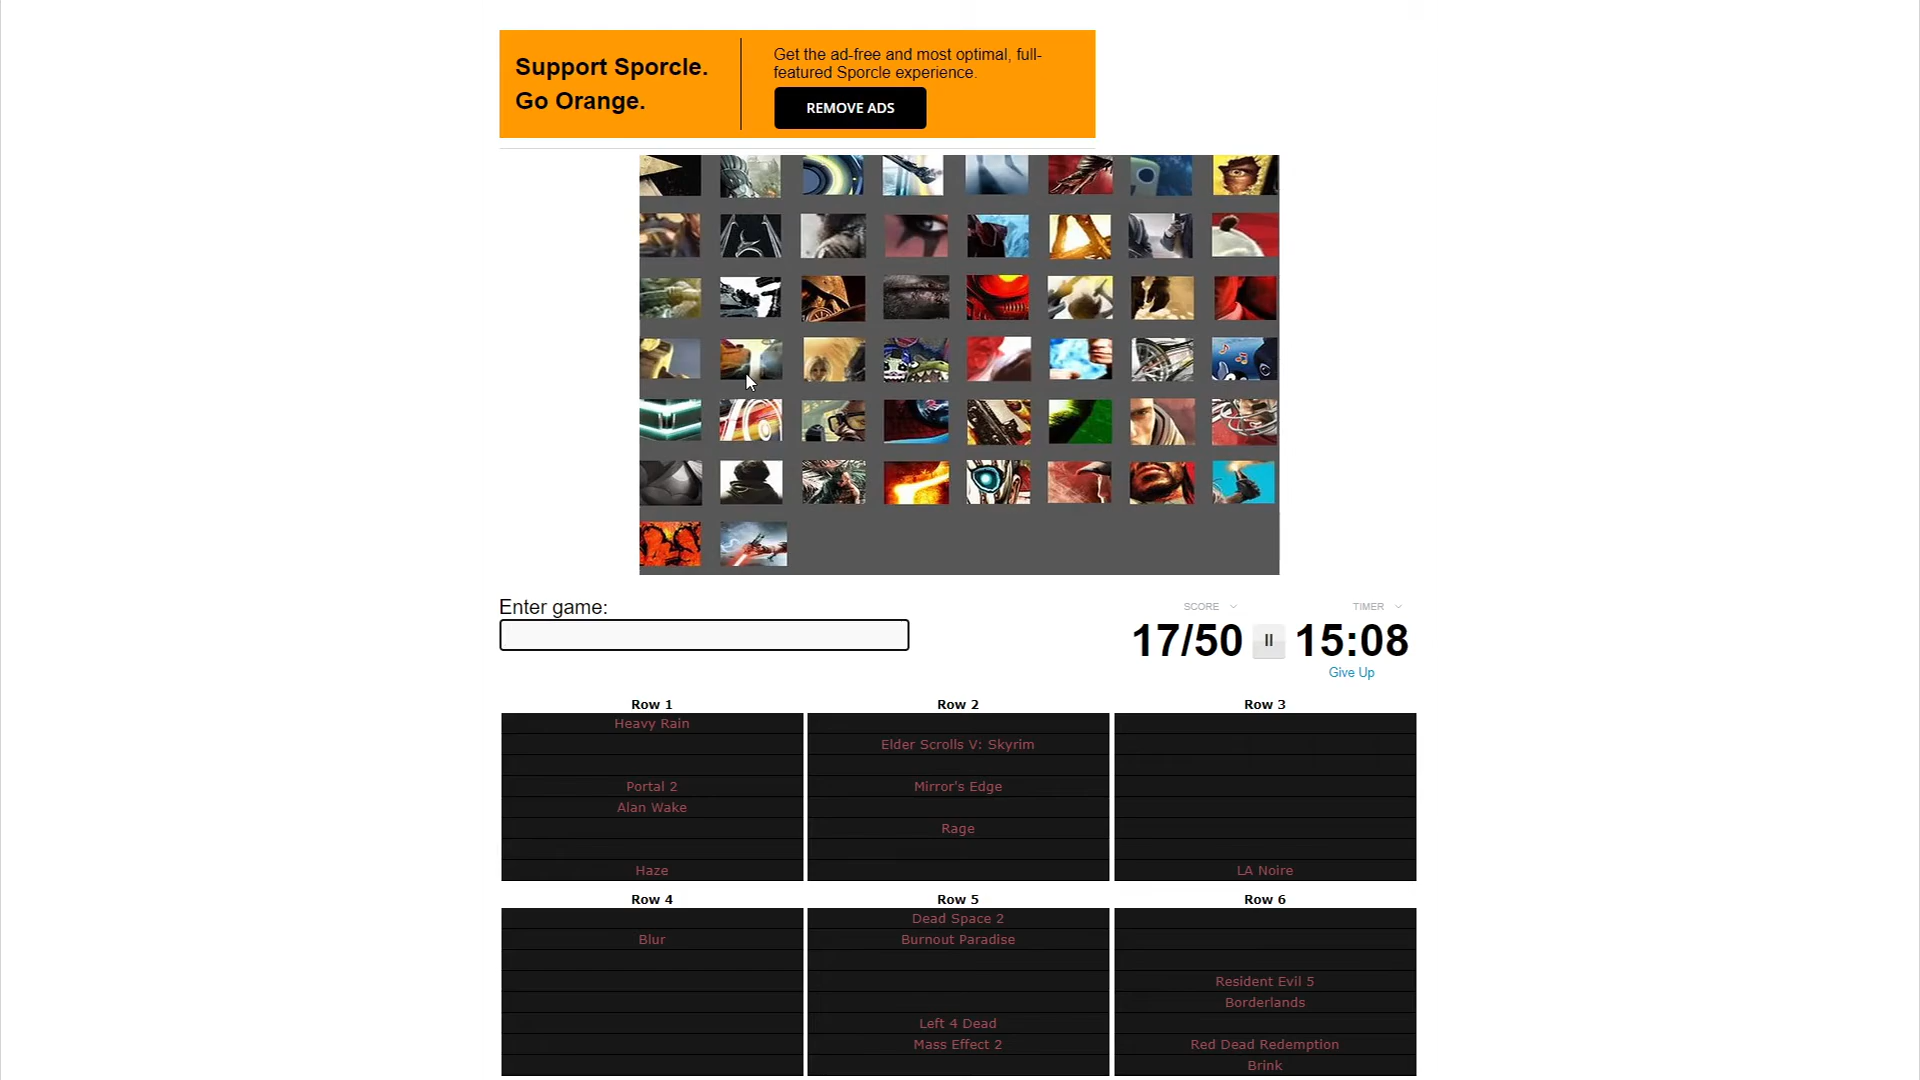 Support Sporcle.
Go Orange.
Get the ad-free and most optimal, full-
featured Sporcle experience.
REMOVE ADS
Enter game:
SCORE
TIMER
17/50
15:08
Give Up
Row 1
Heavy Rain
Portal 2
Alan Wake
Haze
Row 2
Elder Scrolls V: Skyrim
Mirror's Edge
Rage
Row 3
LA Noire
Row 4
Blur
Row 5
Dead Space 2
Burnout Paradise
Left 4 Dead
Mass Effect 2
Row 6
Resident Evil 5
Borderlands
Red Dead Redemption
Brink